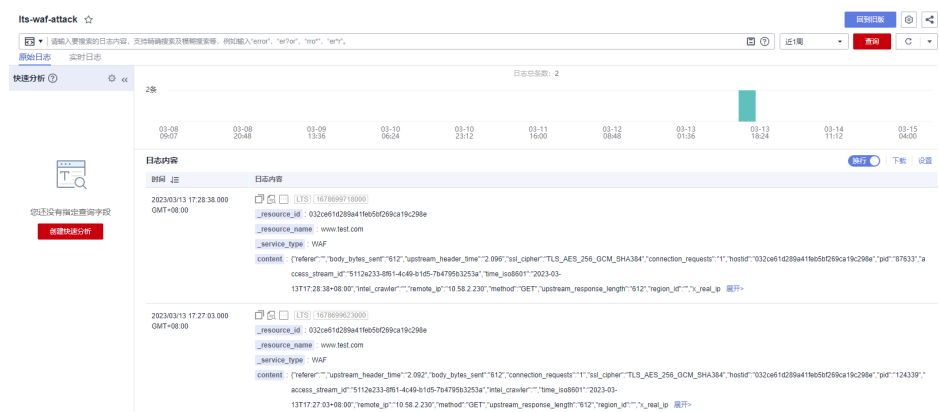 lts-waf-attack
回到旧版
请输入要搜索的日志内容，支持精确搜索及模糊搜索等，例如输入"error"、"er?or"、"rro*"、"er*r"。
近1周
查询
原始日志 实时日志
快速分析
日志总条数：2
2条
03-08 09:07
03-08 20:48
03-09 13:36
03-10 06:24
03-10 23:12
03-11 16:00
03-12 08:48
03-13 01:36
03-13 18:24
03-14 11:12
03-15 04:00
您还没有指定查询字段
创建快速分析
日志内容
换行 下载 设置
时间 日志内容
2023/03/13 17:28:38.000 GMT+08:00
LTS 1678699718000
_resource_id : 032ce61d289a41feb5bf269ca19c298e
_resource_name : www.test.com
_service_type : WAF
content : {"referer":"","body_bytes_sent":"612","upstream_header_time":"2.096","ssl_cipher":"TLS_AES_256_GCM_SHA384","connection_requests":"1","hostid":"032ce61d289a41feb5bf269ca19c298e","pid":"87633","a
ccess_stream_id":"5112e233-8f61-4c49-b1d5-7b4795b3253a","time_iso8601":"2023-03-
13T17:28:38+08:00","intel_crawler":"","remote_ip":"10.58.2.230","method":"GET","upstream_response_length":"612","region_id":"","x_real_ip 展开>
2023/03/13 17:27:03.000 GMT+08:00
LTS 1678699623000
_resource_id : 032ce61d289a41feb5bf269ca19c298e
_resource_name : www.test.com
_service_type : WAF
content : {"referer":"","upstream_header_time":"2.092","body_bytes_sent":"612","connection_requests":"1","ssl_cipher":"TLS_AES_256_GCM_SHA384","hostid":"032ce61d289a41feb5bf269ca19c298e","pid":"124339","
access_stream_id":"5112e233-8f61-4c49-b1d5-7b4795b3253a","intel_crawler":"","time_iso8601":"2023-03-
13T17:27:03+08:00","remote_ip":"10.58.2.230","method":"GET","upstream_response_length":"612","region_id":"","x_real_ip 展开>